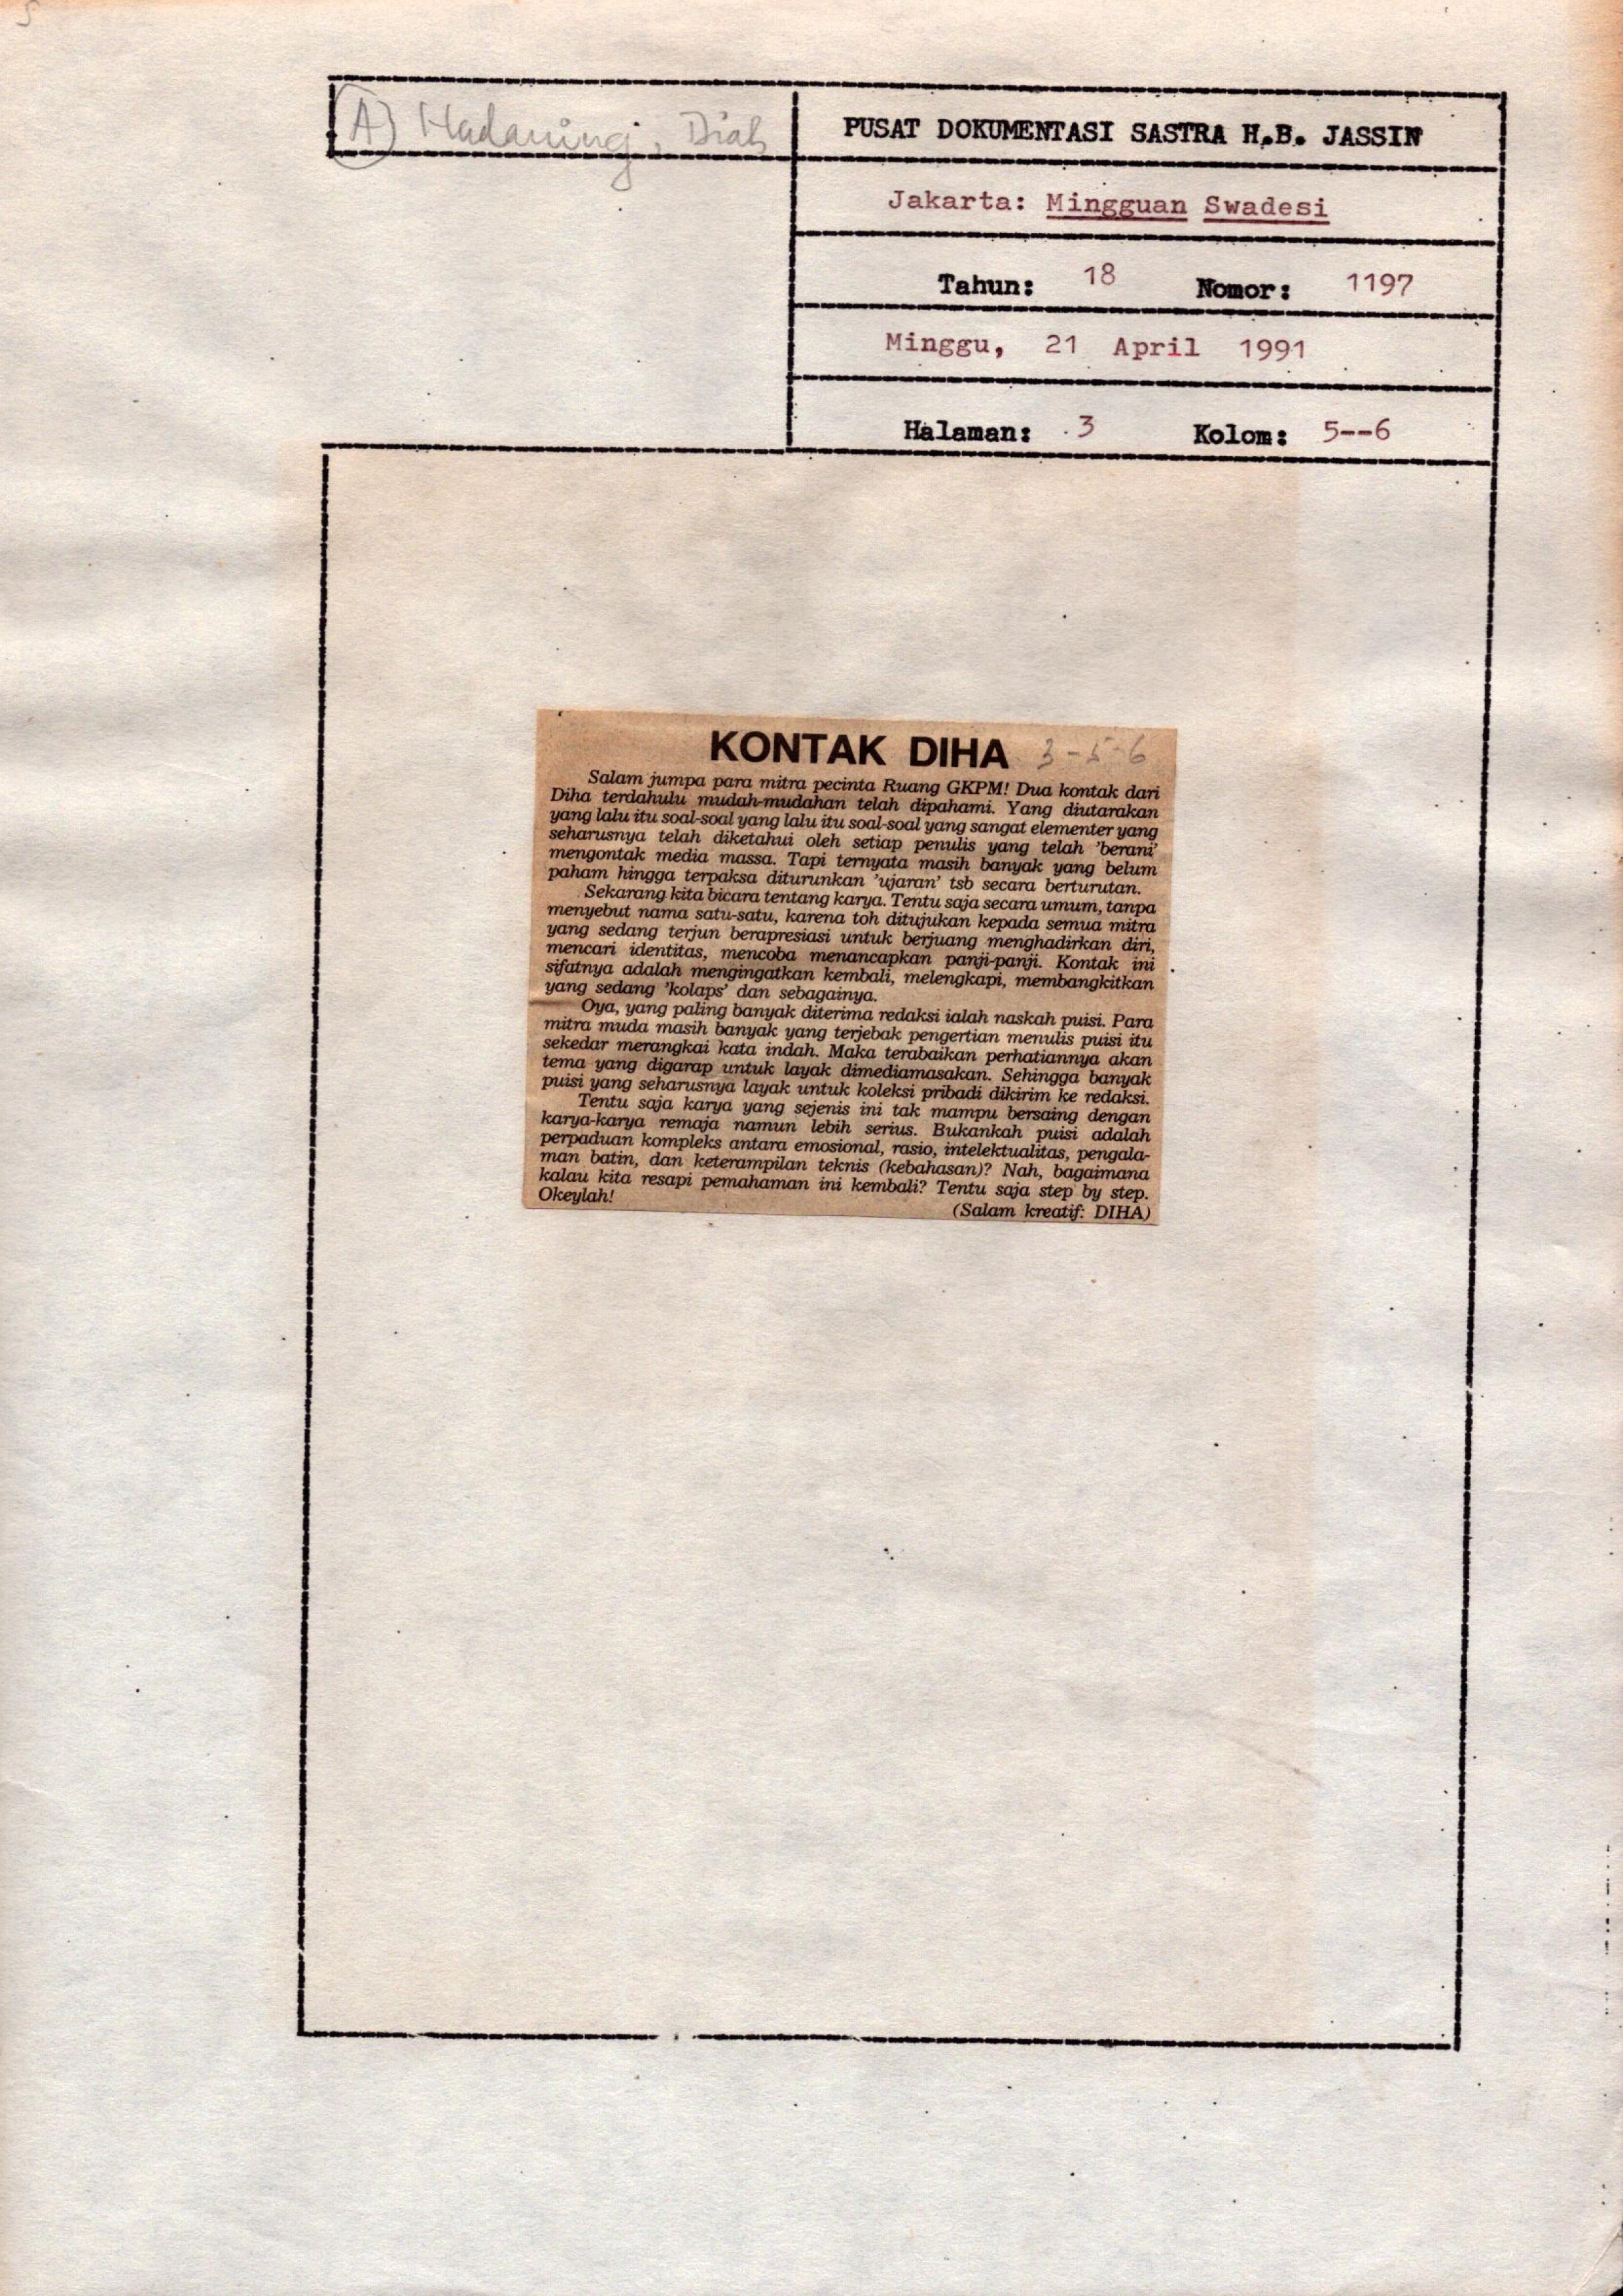 A) Hadaning, Diah
PUSAT DOKUMENTASI SASTRA H.B. JASSIN
Jakarta: Mingguan Swadesi
Tahun: 18 Nomor: 1197
Minggu, 21 April 1991
Halaman: 3 Kolom: 5--6
KONTAK DIHA 3-5-6
Salam jumpa para mitra pecinta Ruang GKPM! Dua kontak dari
Diha terdahulu mudah-mudahan telah dipahami. Yang diutarakan
yang lalu itu soal-soal yang lalu itu soal-soal yang sangat elementer yang
seharusnya telah diketahui oleh setiap penulis yang telah 'berani'
mengontak media massa. Tapi ternyata masih banyak yang belum
paham hingga terpaksa diturunkan 'ujaran' tsb secara berturutan.
Sekarang kita bicara tentang karya. Tentu saja secara umum, tanpa
menyebut nama satu-satu, karena toh ditujukan kepada semua mitra
yang sedang terjun berapresiasi untuk berjuang menghadirkan diri,
mencari identitas, mencoba menancapkan panji-panji. Kontak ini
sifatnya adalah mengingatkan kembali, melengkapi, membangkitkan
yang sedang 'kolaps' dan sebagainya.
Oya, yang paling banyak diterima redaksi ialah naskah puisi. Para
mitra muda masih banyak yang terjebak pengertian menulis puisi itu
sekedar merangkai kata indah. Maka terabaikan perhatiannya akan
tema yang digarap untuk layak dimediamasakan. Sehingga banyak
puisi yang seharusnya layak untuk koleksi pribadi dikirim ke redaksi.
Tentu saja karya yang sejenis ini tak mampu bersaing dengan
karya-karya remaja namun lebih serius. Bukankah puisi adalah
perpaduan kompleks antara emosional, rasio, intelektualitas, pengala-
man batin, dan keterampilan teknis (kebahasan)? Nah, bagaimana
kalau kita resapi pemahaman ini kembali? Tentu saja step by step.
Okeylah!
(Salam kreatif: DIHA)